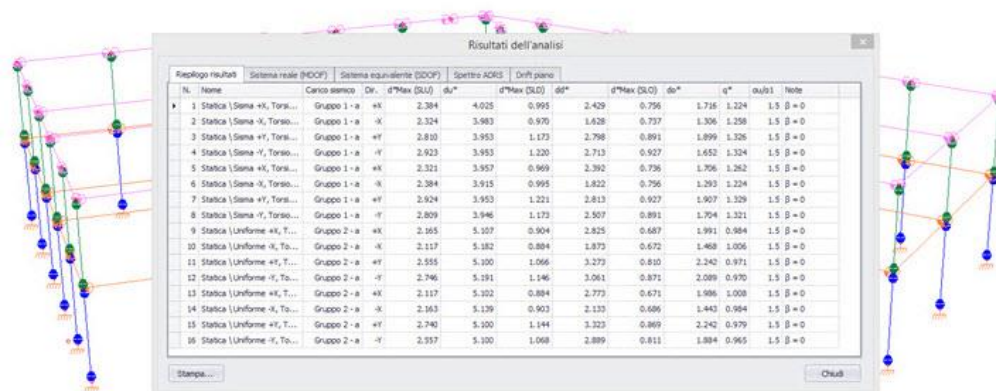 Risultati dell'analisi
Riepilogo risultati Sistema reale (MDOF) Sistema equivalente (SDOF) Spettro ADRS Drift piano
N. Nome Carico sismico Dir. d*Max (SLU) du* d*Max (SLD) dd* d*Max (SLO) do* q* αu/α1 Note
1 Statica \ Sisma +X, Torsi... Gruppo 1 - a +X 2.384 4.025 0.995 2.429 0.756 1.716 1.224 1.5 β = 0
2 Statica \ Sisma -X, Torsio... Gruppo 1 - a -X 2.324 3.983 0.970 1.628 0.737 1.306 1.258 1.5 β = 0
3 Statica \ Sisma +Y, Torsi... Gruppo 1 - a +Y 2.810 3.953 1.173 2.798 0.891 1.899 1.326 1.5 β = 0
4 Statica \ Sisma -Y, Torsio... Gruppo 1 - a -Y 2.923 3.953 1.220 2.713 0.927 1.652 1.324 1.5 β = 0
5 Statica \ Sisma +X, Torsi... Gruppo 1 - a +X 2.321 3.957 0.969 2.392 0.736 1.706 1.262 1.5 β = 0
6 Statica \ Sisma -X, Torsio... Gruppo 1 - a -X 2.384 3.915 0.995 1.822 0.756 1.293 1.224 1.5 β = 0
7 Statica \ Sisma +Y, Torsi... Gruppo 1 - a +Y 2.924 3.953 1.221 2.813 0.927 1.907 1.329 1.5 β = 0
8 Statica \ Sisma -Y, Torsio... Gruppo 1 - a -Y 2.809 3.946 1.173 2.507 0.891 1.704 1.321 1.5 β = 0
9 Statica \ Uniforme +X, T... Gruppo 2 - a +X 2.165 5.107 0.904 2.825 0.687 1.991 0.984 1.5 β = 0
10 Statica \ Uniforme -X, To... Gruppo 2 - a -X 2.117 5.182 0.884 1.873 0.672 1.468 1.006 1.5 β = 0
11 Statica \ Uniforme +Y, T... Gruppo 2 - a +Y 2.555 5.100 1.066 3.273 0.810 2.242 0.971 1.5 β = 0
12 Statica \ Uniforme -Y, To... Gruppo 2 - a -Y 2.746 5.191 1.146 3.061 0.871 2.089 0.970 1.5 β = 0
13 Statica \ Uniforme +X, T... Gruppo 2 - a +X 2.117 5.102 0.884 2.773 0.671 1.986 1.008 1.5 β = 0
14 Statica \ Uniforme -X, To... Gruppo 2 - a -X 2.163 5.139 0.903 2.133 0.686 1.443 0.984 1.5 β = 0
15 Statica \ Uniforme +Y, T... Gruppo 2 - a +Y 2.740 5.100 1.144 3.323 0.869 2.242 0.979 1.5 β = 0
16 Statica \ Uniforme -Y, To... Gruppo 2 - a -Y 2.557 5.100 1.068 2.889 0.811 1.884 0.965 1.5 β = 0
Stampa... Chiudi